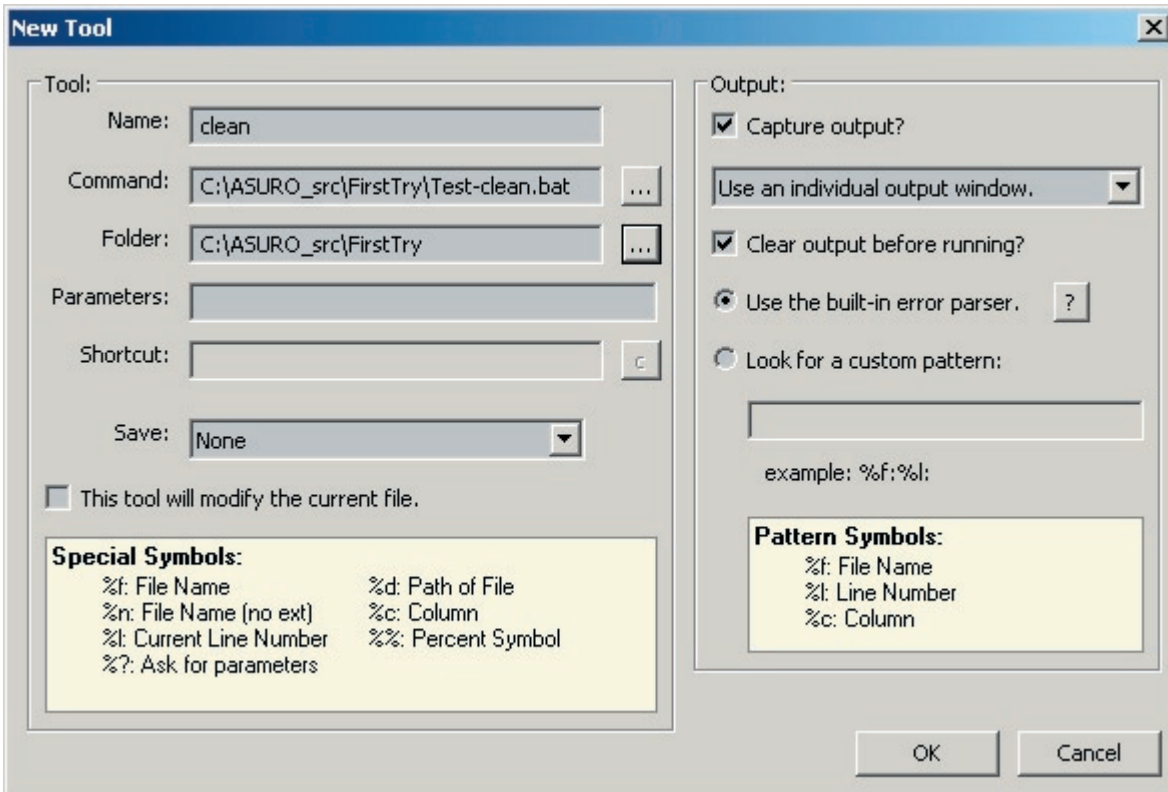 New Tool
Tool:
Name: clean
Command: C:\ASURO_src\FirstTry\Test-clean.bat ...
Folder: C:\ASURO_src\FirstTry ...
Parameters:
Shortcut: c
Save: None
This tool will modify the current file.
Special Symbols:
%f: File Name %d: Path of File
%n: File Name (no ext) %c: Column
%l: Current Line Number %%: Percent Symbol
%?: Ask for parameters
Output:
Capture output?
Use an individual output window.
Clear output before running?
Use the built-in error parser. ?
Look for a custom pattern:
example: %f:%l:
Pattern Symbols:
%f: File Name
%l: Line Number
%c: Column
OK Cancel